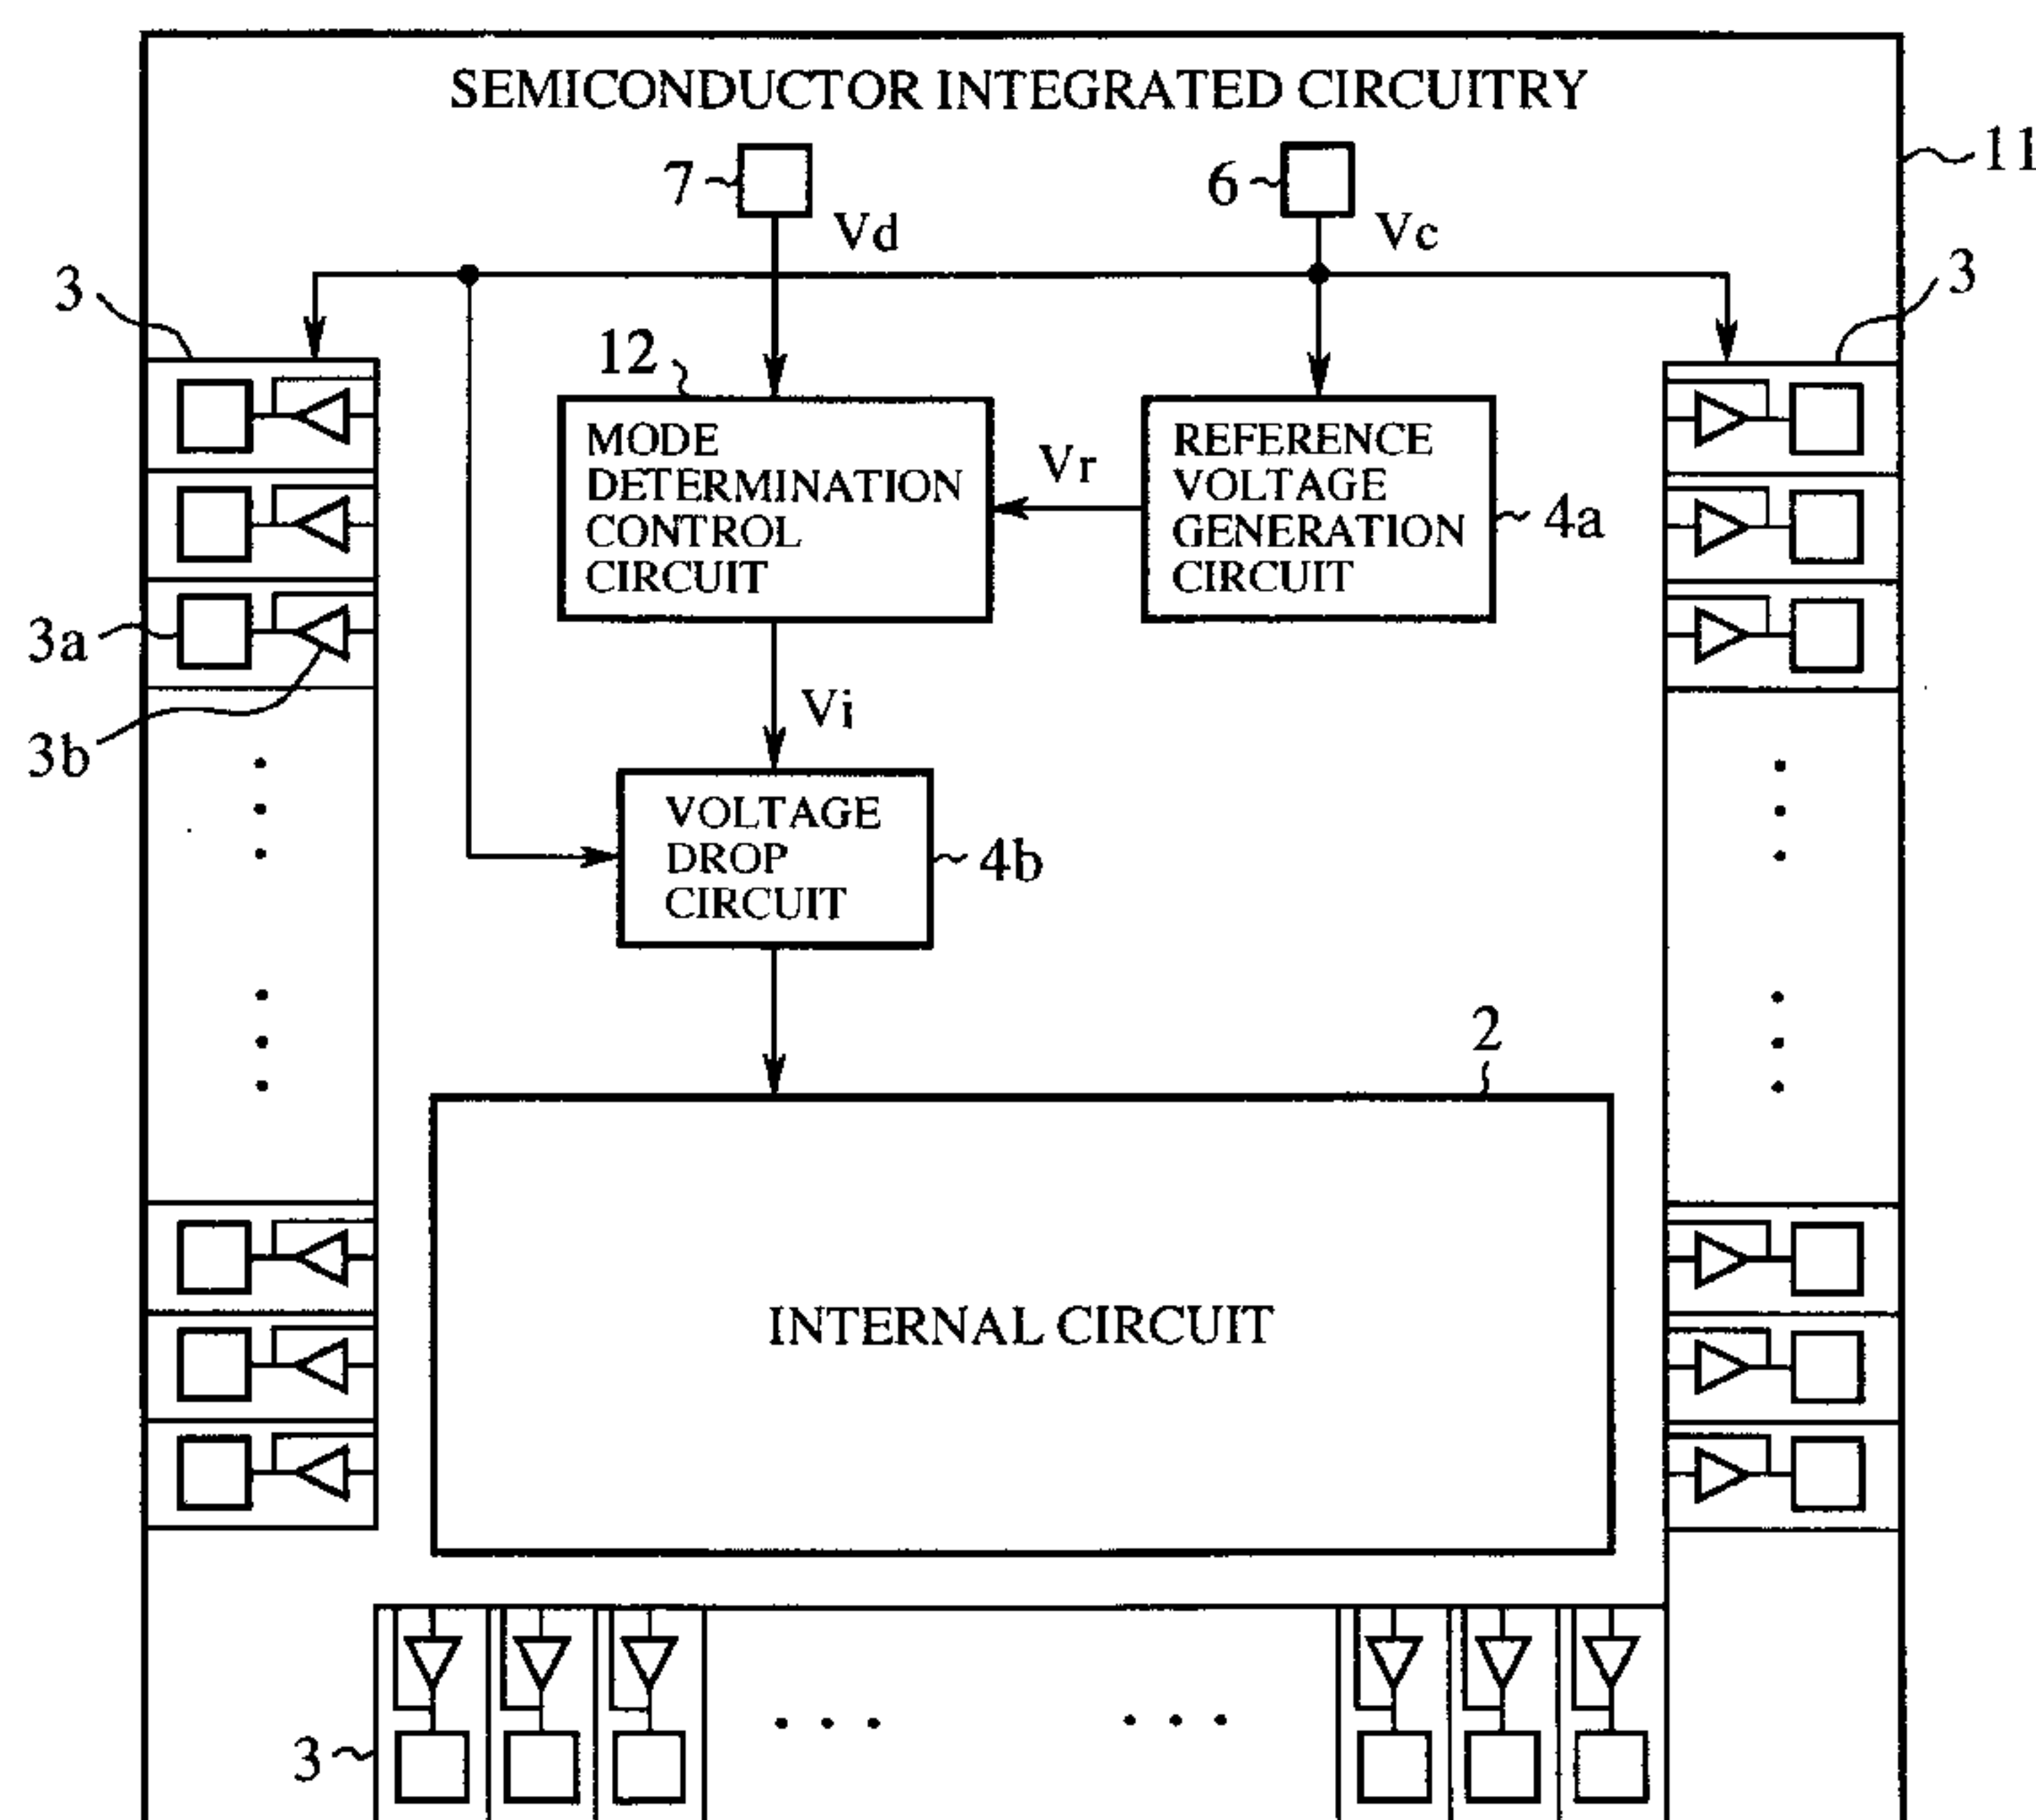 SEMICONDUCTOR INTEGRATED CIRCUITRY
7
6
11
Vd
Vc
3
3
12
MODE
DETERMINATION
CONTROL
CIRCUIT
Vr
REFERENCE
VOLTAGE
GENERATION
CIRCUIT
4a
3a
Vi
3b
VOLTAGE
DROP
CIRCUIT
4b
2
INTERNAL CIRCUIT
3